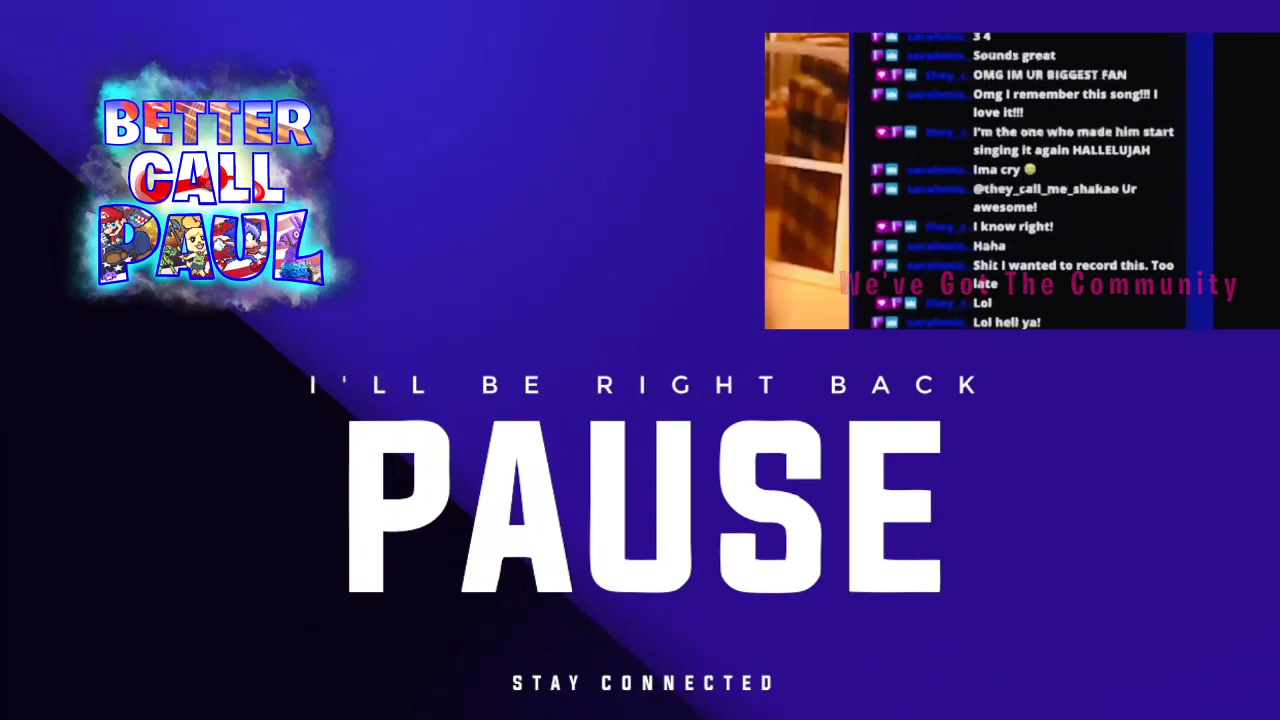 BETTER
CALL
PAUL
3 4
Sounds great
OMG IM UR BIGGEST FAN
Omg I remember this song!!! I
love it!!!
I'm the one who made him start
singing it again HALLELUJAH
Ima cry
@they_call_me_shakao Ur
awesome!
I know right!
Haha
Shit I wanted to record this. Too
late
Lol
Lol hell ya!
We've Got The Community
I'LL BE RIGHT BACK
PAUSE
STAY CONNECTED